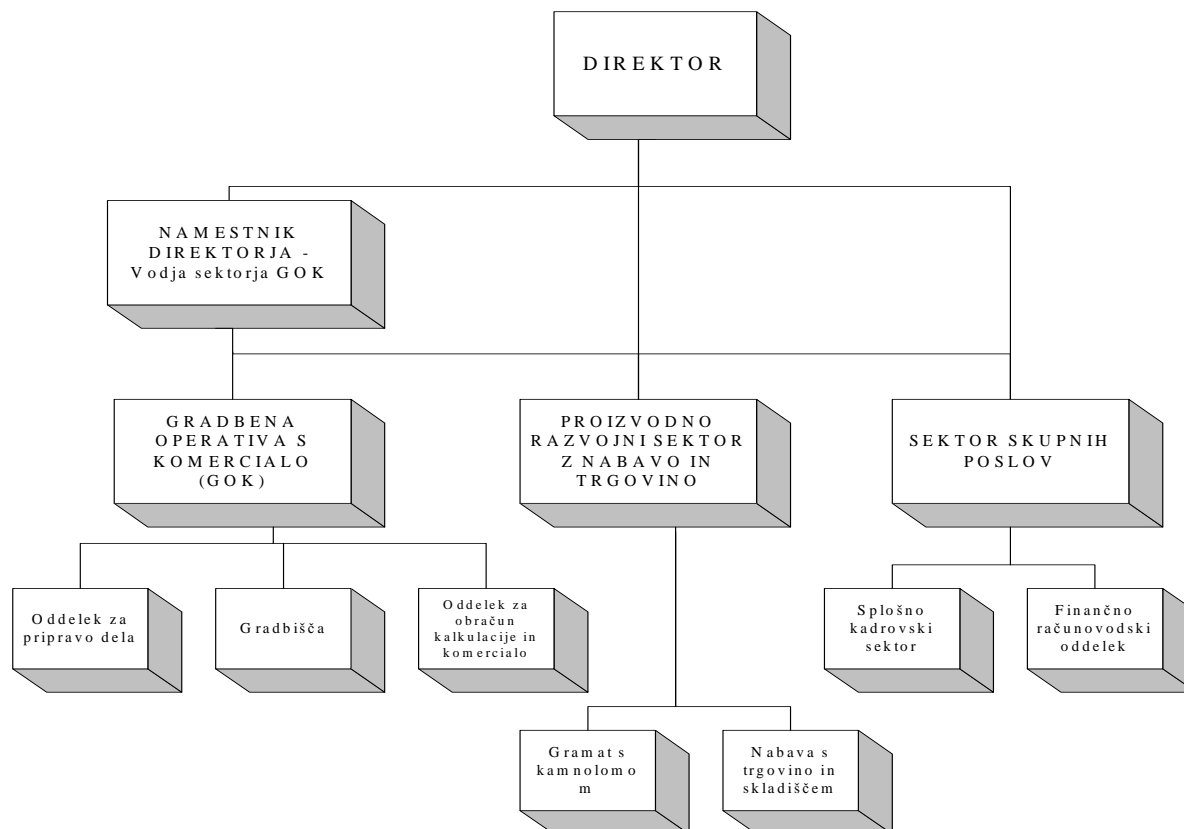 DIREKTOR
NAMESTNIK
DIREKTORJA -
Vodja sektorja GOK
GRADBENA
OPERATIVA S
KOMERCIALO
(GOK)
PROIZVODNO
RAZVOJNI SEKTOR
Z NABAVO IN
TRGOVINO
SEKTOR SKUPNIH
POSLOV
Oddelek za
pripravo dela
Gradbišča
Oddelek za
obračun
kalkulacije in
komercialo
Splošno
kadrovski
sektor
Finančno
računovodski
oddelek
Gramat s
kamnolomo
m
Nabava s
trgovino in
skladiščem